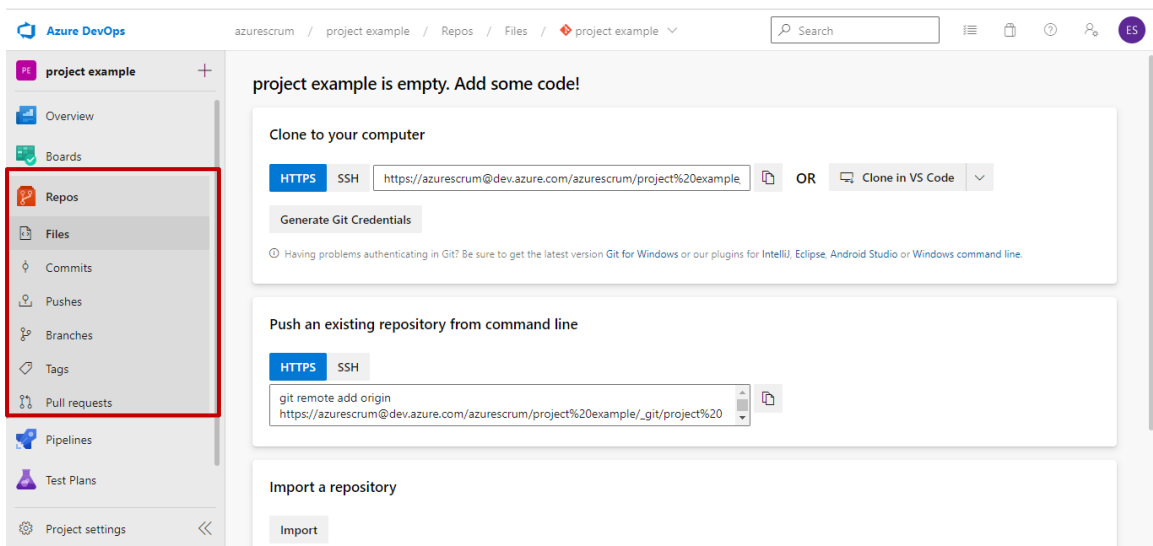 Azure DevOps
azurescrum / project example / Repos / Files / project example
Search
ES
PE project example
Overview
Boards
Repos
Files
Commits
Pushes
Branches
Tags
Pull requests
Pipelines
Test Plans
Project settings
project example is empty. Add some code!
Clone to your computer
HTTPS SSH https://azurescrum@dev.azure.com/azurescrum/project%20example, OR Clone in VS Code
Generate Git Credentials
Having problems authenticating in Git? Be sure to get the latest version Git for Windows or our plugins for IntelliJ, Eclipse, Android Studio or Windows command line.
Push an existing repository from command line
HTTPS SSH
git remote add origin
https://azurescrum@dev.azure.com/azurescrum/project%20example/_git/project%20
Import a repository
Import